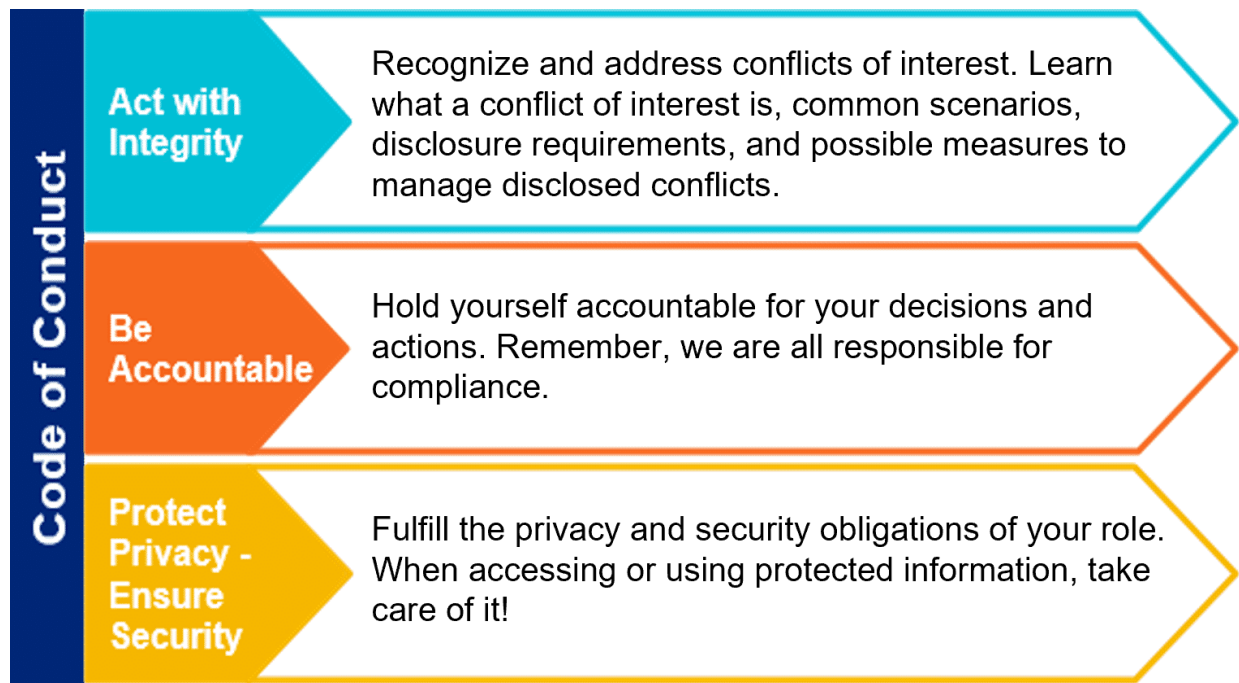 Code of Conduct
Act with
Integrity
Recognize and address conflicts of interest. Learn
what a conflict of interest is, common scenarios,
disclosure requirements, and possible measures to
manage disclosed conflicts.
Be
Accountable
Hold yourself accountable for your decisions and
actions. Remember, we are all responsible for
compliance.
Protect
Privacy -
Ensure
Security
Fulfill the privacy and security obligations of your role.
When accessing or using protected information, take
care of it!